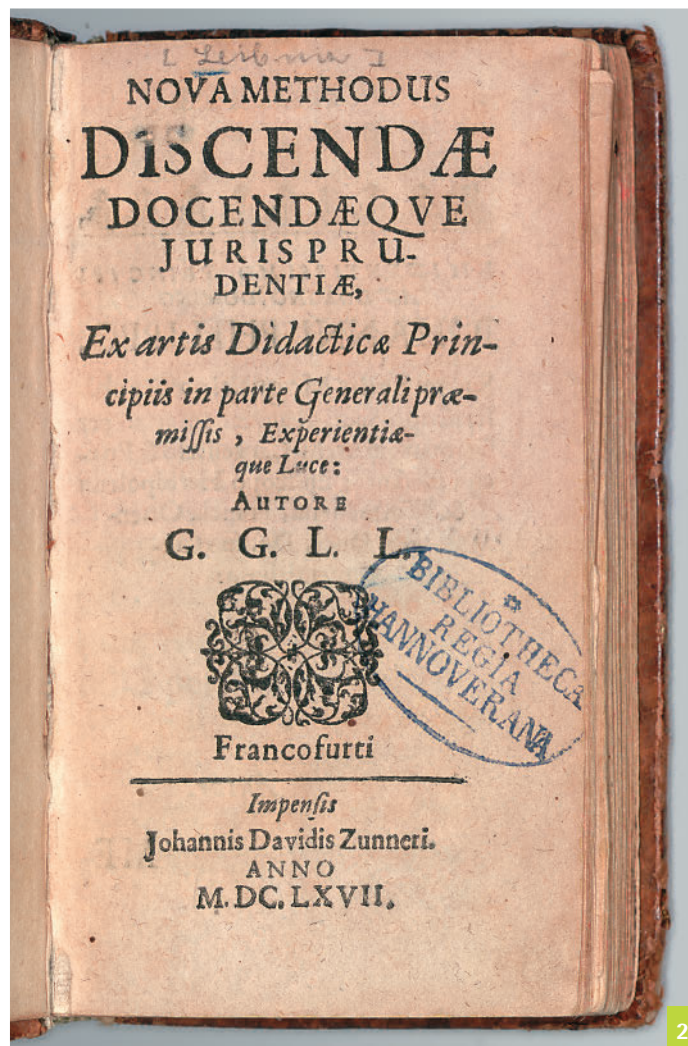 [Leibniz]
NOVA METHODUS
DISCENDÆ
DOCENDÆQVE
JURISPRU-
DENTIÆ,
Ex artis Didacticæ Prin-
cipiis in parte Generali præ-
miſſis, Experientiæ-
que Luce:
AUTORE
G. G. L. L.
BIBLIOTHECA
REGIA
HANNOVERANA
Francofurti
Impenſis
Johannis Davidis Zunneri.
ANNO
M.DC.LXVII.
2